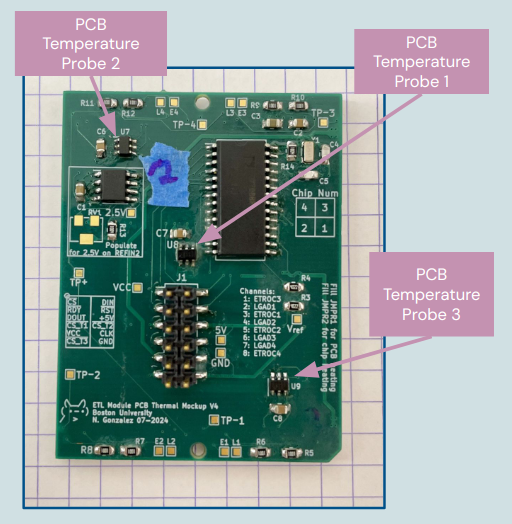 PCB
Temperature
Probe 2
PCB
Temperature
Probe 1
R11
R12
L4 E4
L3 E3
R9
R10
C3
C2
TP-3
TP-4
C6
U7
Y1
C4
R14
C5
C1
RV1 2.5V
R13
Populate
for 2.5V on REFIN2
2
Chip Num
4 3
2 1
C7
U8
TP+
VCC
J1
Channels:
1: ETROC3
2: LGAD1
3: ETROC1
4: LGAD2
5: ETROC2
6: LGAD3
7: LGAD4
8: ETROC4
R4
R3
Vref
Fill JMPR1 for PCB heating
Fill JMPR2 for chip heating
PCB
Temperature
Probe 3
CS DIN
RDY RST
DOUT +5V
CS_T1 CS_T2
VCC CLK
CS_T3 GND
5V
GND
TP-2
U9
C8
TP-1
ETL Module PCB Thermal Mockup V4
Boston University
N. Gonzalez 07-2024
R8
R7
E2 L2
E1 L1
R6
R5